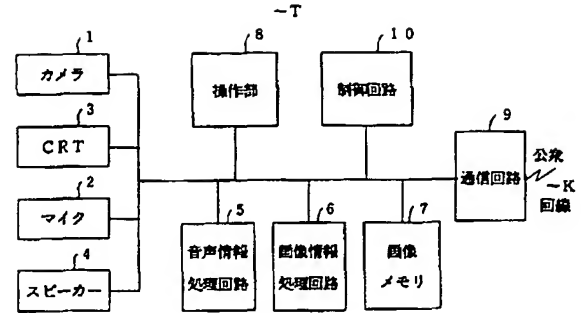 ~T
1
カメラ
3
CRT
2
マイク
4
スピーカー
8
操作部
10
制御回路
9
通信回路
公衆
~K
回線
5
音声情報
処理回路
6
画像情報
処理回路
7
画像
メモリ